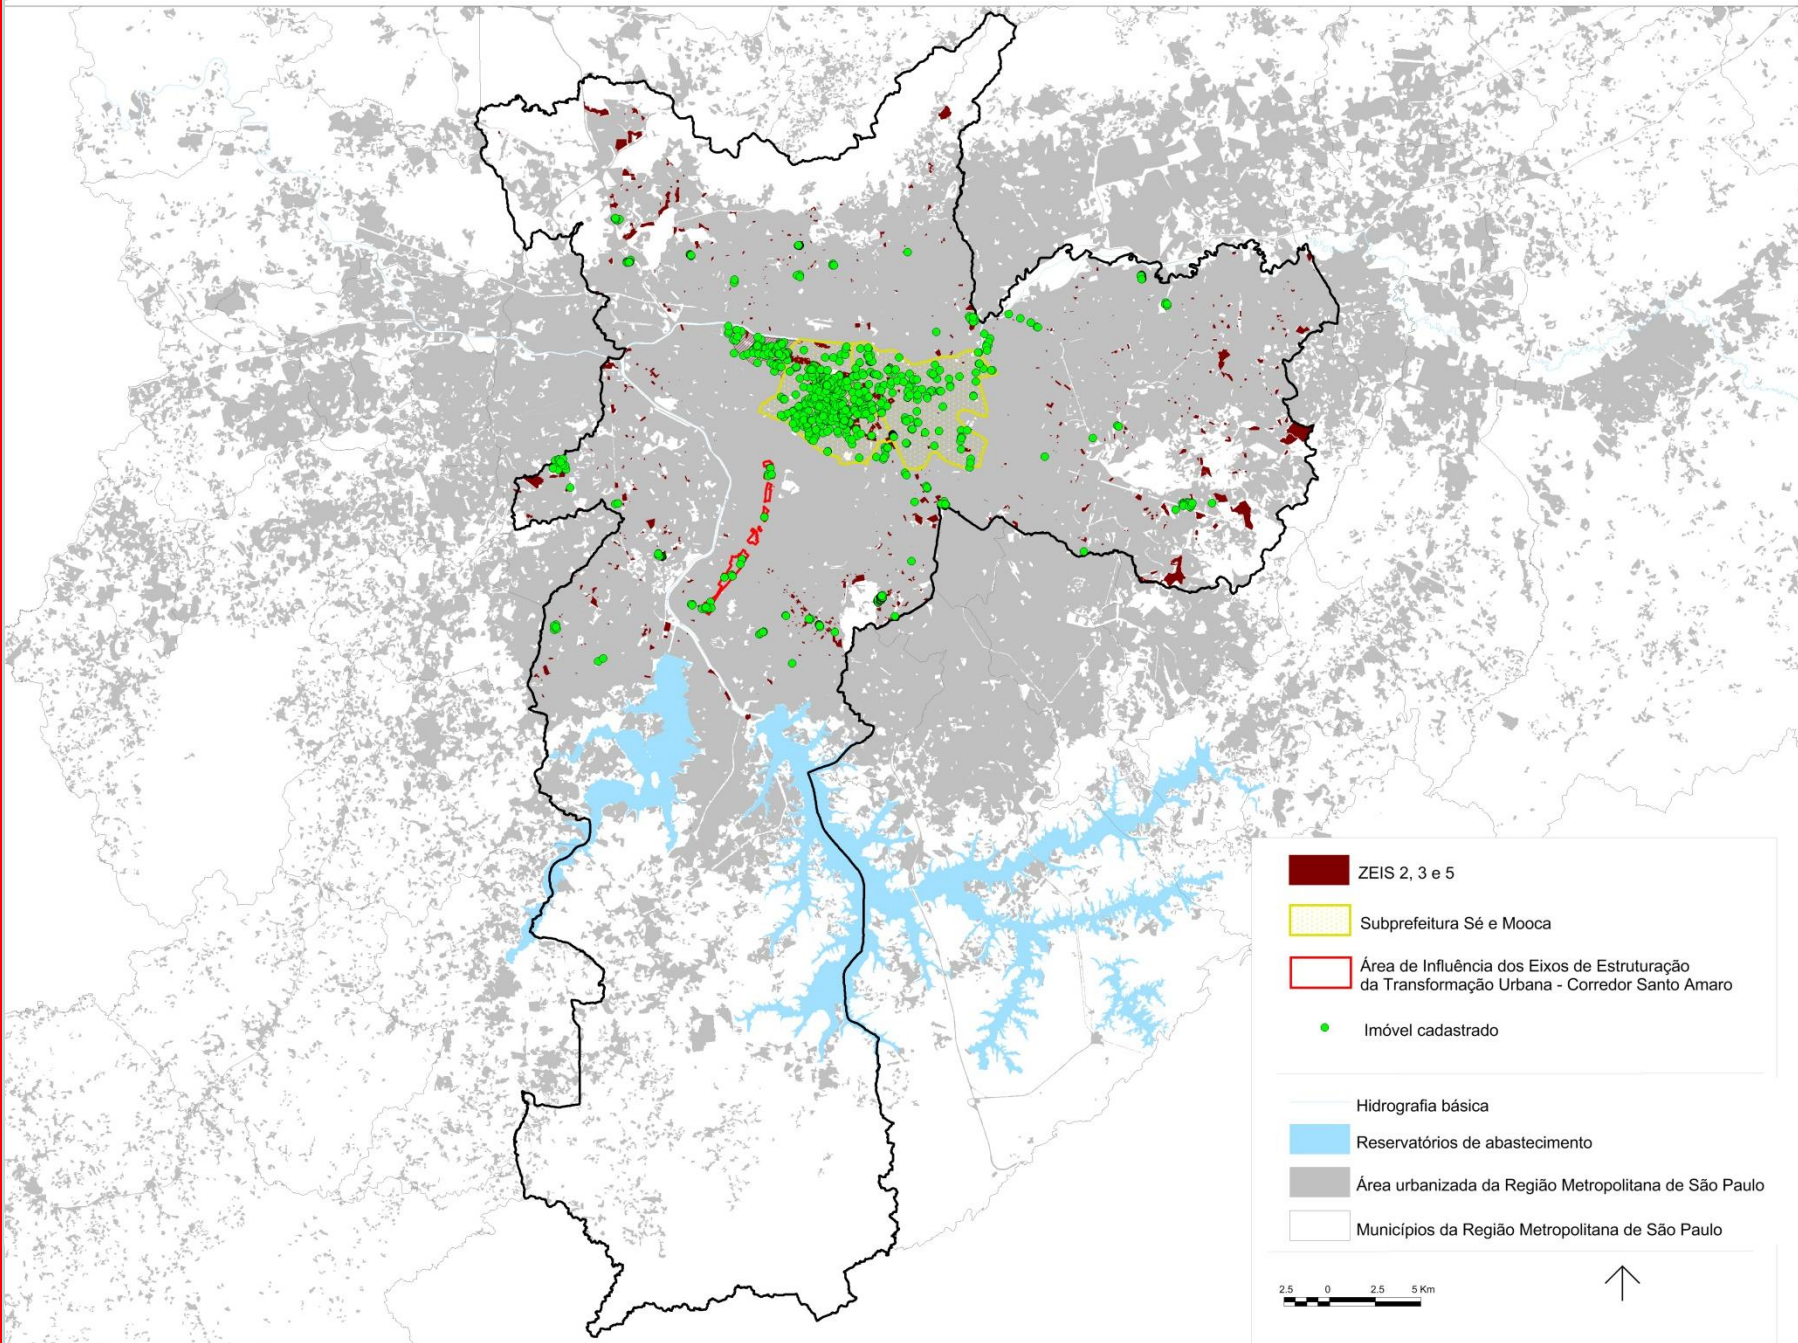 ZEIS 2, 3 e 5
Subprefeitura Sé e Mooca
Área de Influência dos Eixos de Estruturação
da Transformação Urbana - Corredor Santo Amaro
Imóvel cadastrado
Hidrografia básica
Reservatórios de abastecimento
Área urbanizada da Região Metropolitana de São Paulo
Municípios da Região Metropolitana de São Paulo
2.5 0 2.5 5 Km